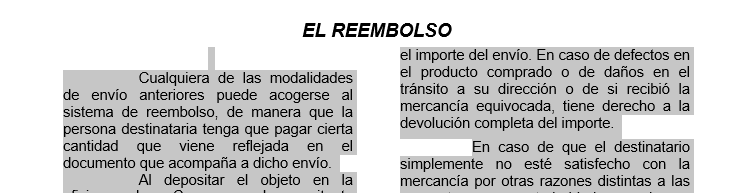 EL REEMBOLSO
Cualquiera de las modalidades
de envío anteriores puede acogerse al
sistema de reembolso, de manera que la
persona destinataria tenga que pagar cierta
cantidad que viene reflejada en el
documento que acompaña a dicho envío.
Al depositar el objeto en la
el importe del envío. En caso de defectos en
el producto comprado o de daños en el
tránsito a su dirección o de si recibió la
mercancía equivocada, tiene derecho a la
devolución completa del importe.
En caso de que el destinatario
simplemente no esté satisfecho con la
mercancía por otras razones distintas a las